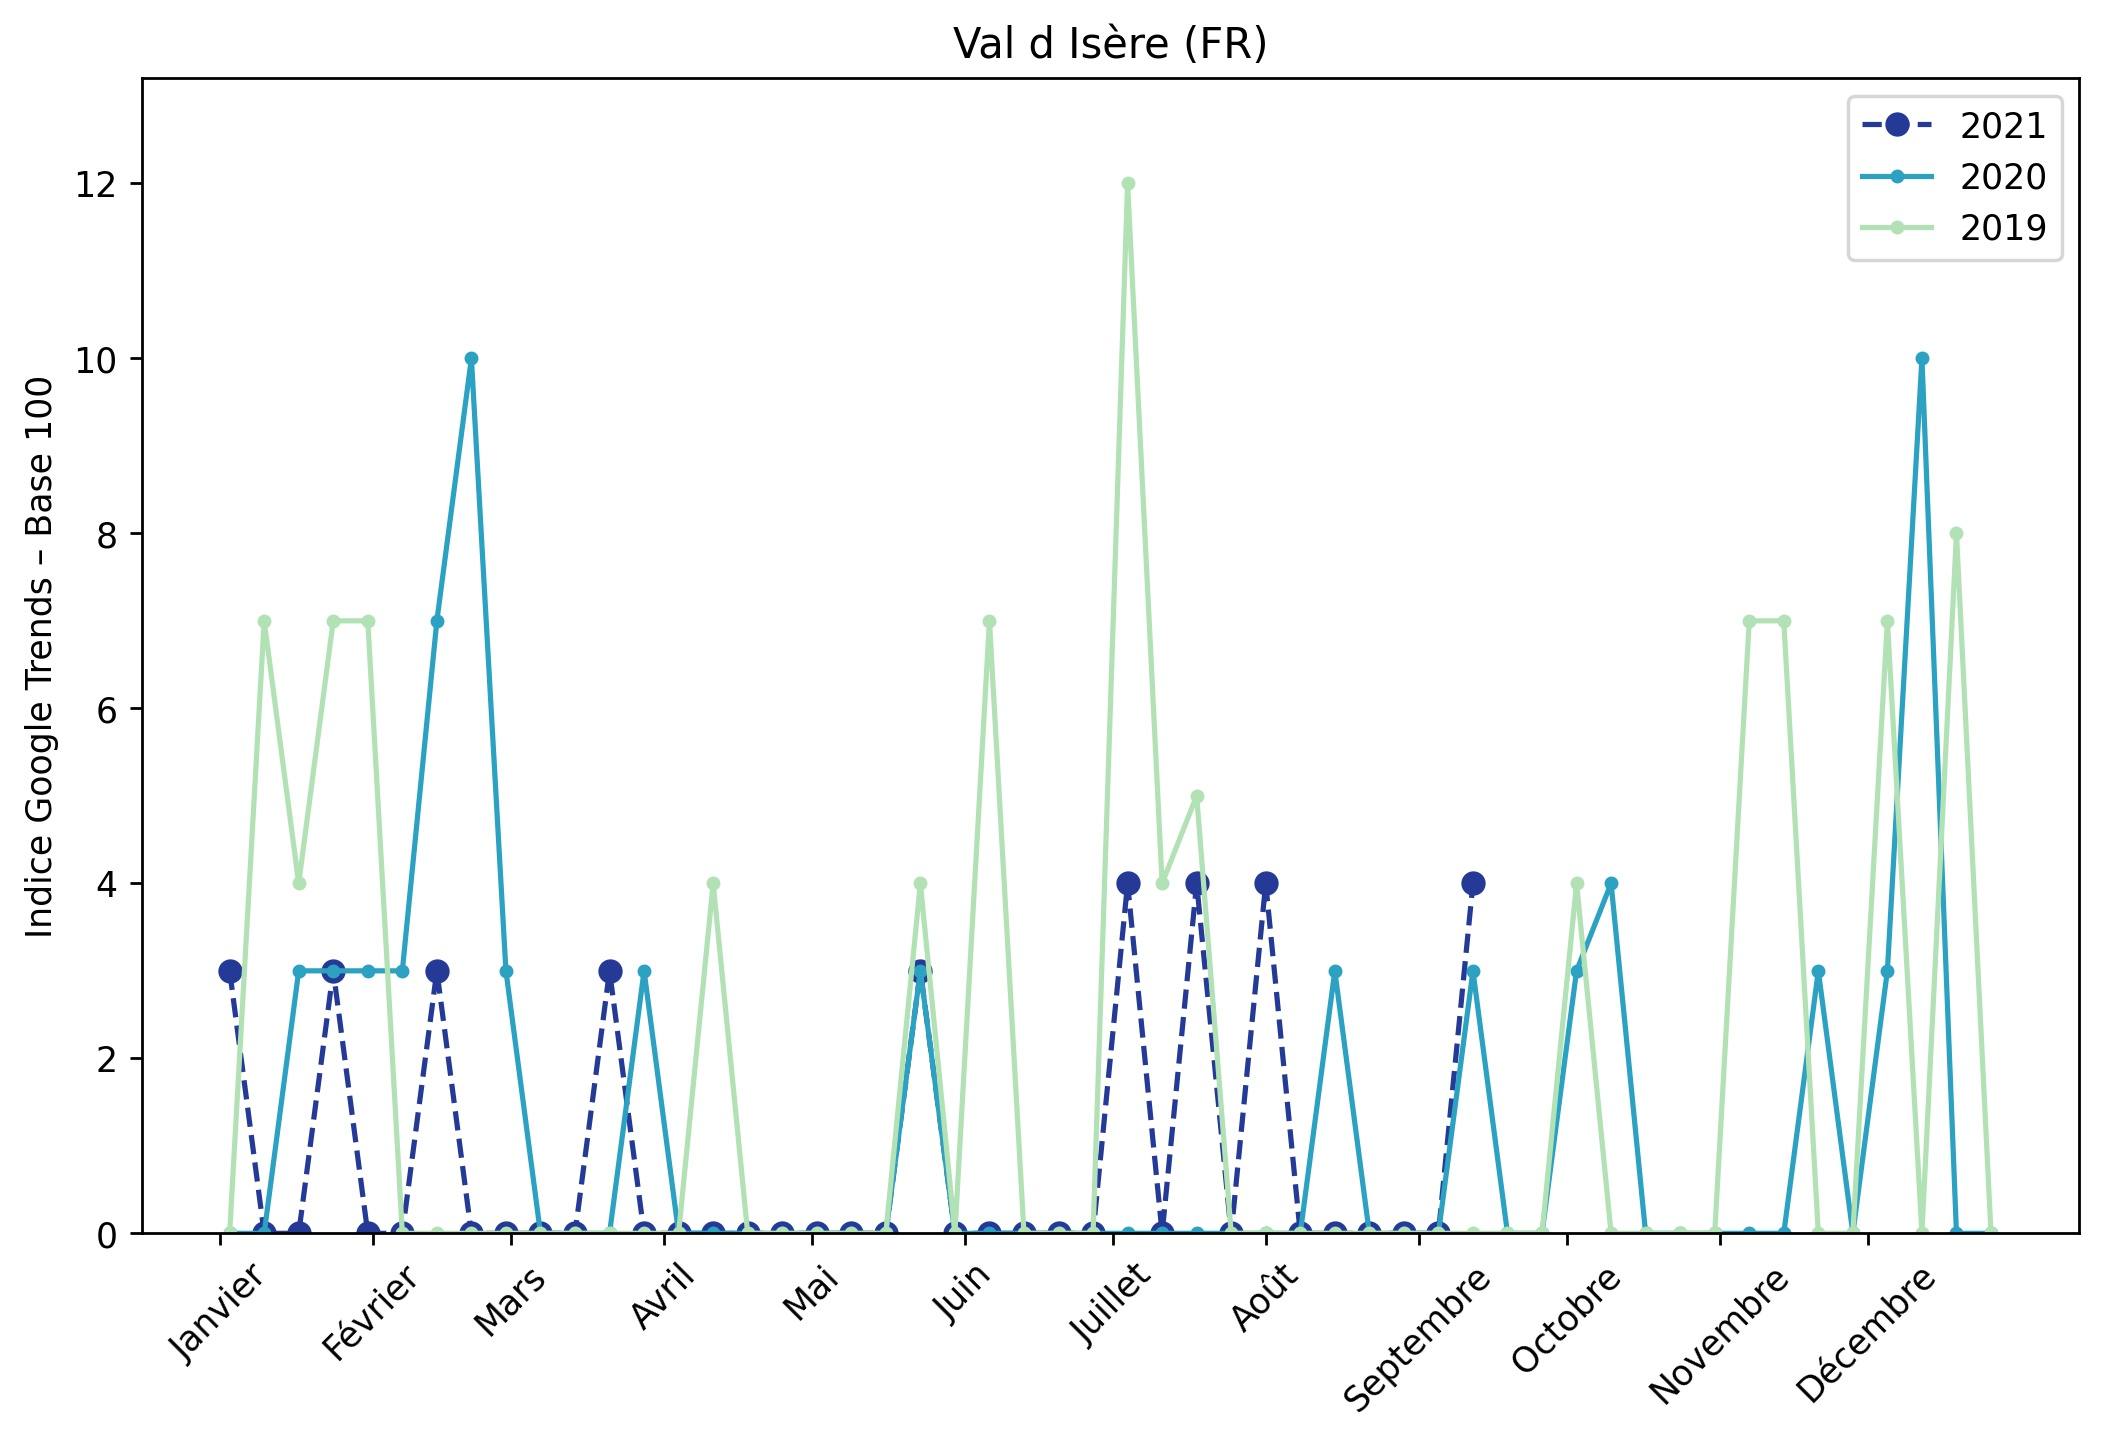 Val d Isère (FR)
2021
2020
2019
Indice Google Trends – Base 100
12
10
8
6
4
2
0
Janvier
Février
Mars
Avril
Mai
Juin
Juillet
Août
Septembre
Octobre
Novembre
Décembre